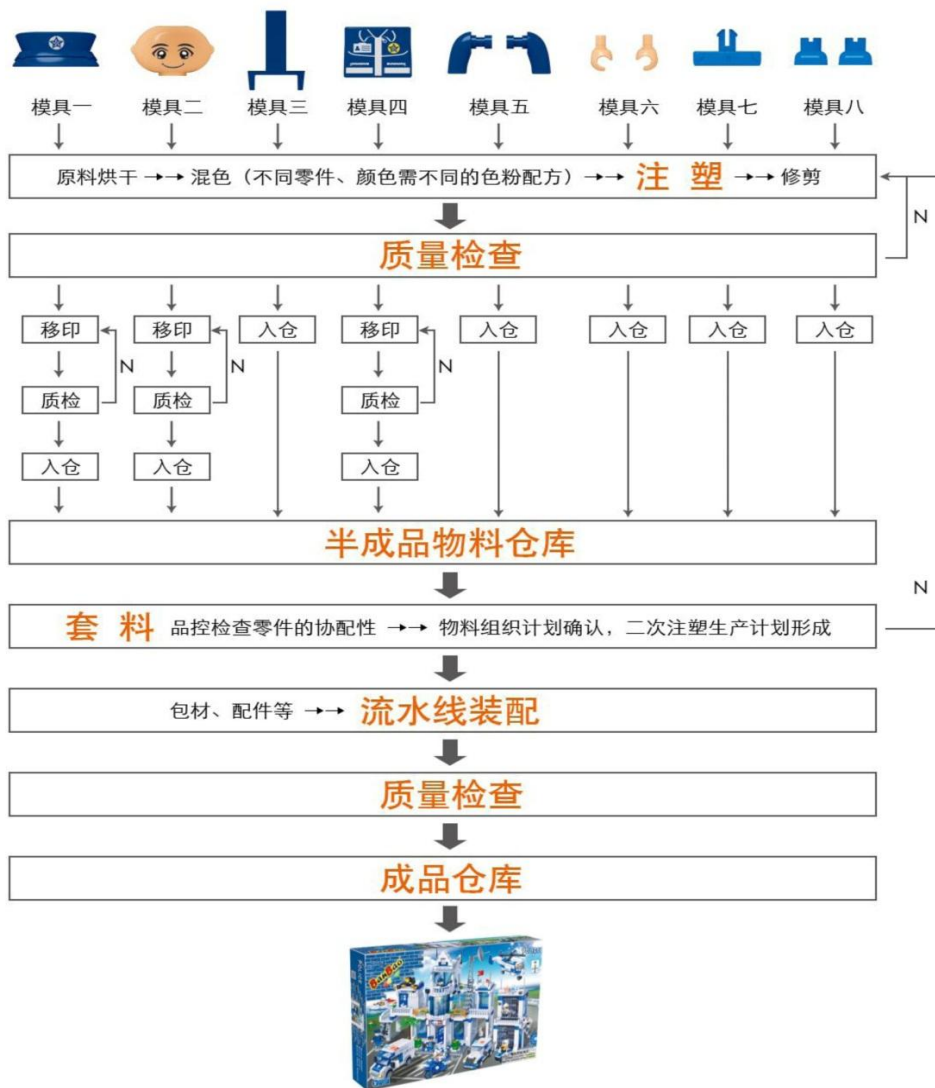 模具一 模具二 模具三 模具四 模具五 模具六 模具七 模具八
原料烘干 →→ 混色（不同零件、颜色需不同的色粉配方）→→ 注 塑 →→ 修剪
N
质量检查
移印 移印 入仓 移印 入仓 入仓 入仓 入仓
N N N
质检 质检 质检
入仓 入仓 入仓
半成品物料仓库
N
套 料 品控检查零件的协配性 →→ 物料组织计划确认，二次注塑生产计划形成
包材、配件等 →→ 流水线装配
质量检查
成品仓库
BanBao